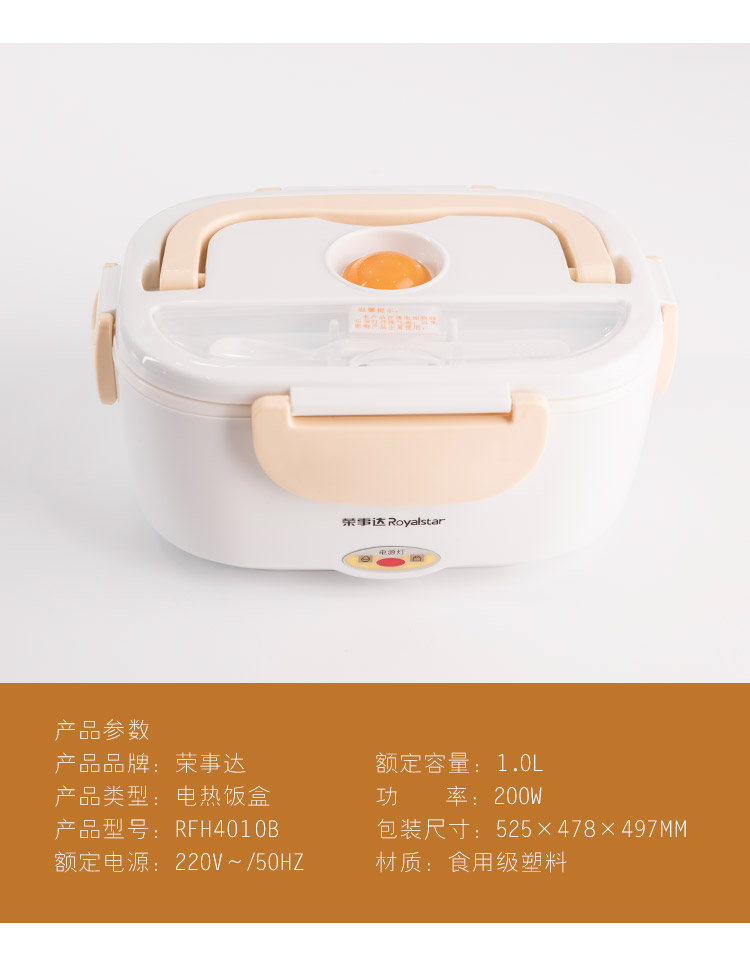 荣事达 Royalstar
电源灯
产品参数
产品品牌：荣事达
产品类型：电热饭盒
产品型号：RFH4010B
额定电源：220V～/50HZ
额定容量：1.0L
功 率：200W
包装尺寸：525×478×497MM
材质：食用级塑料